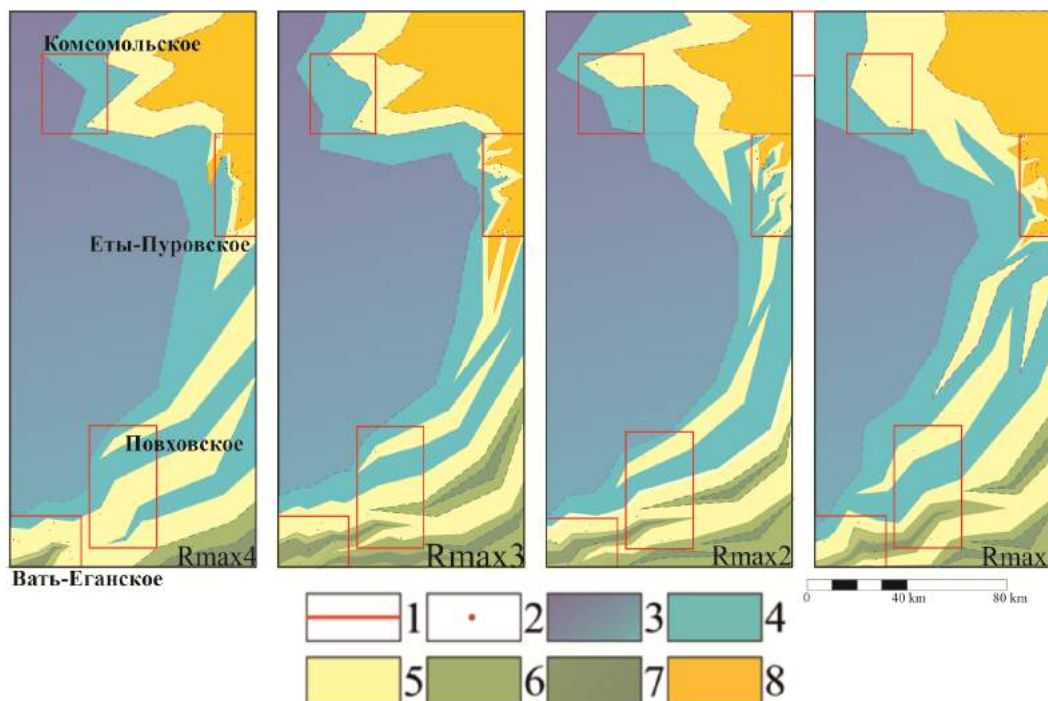 Комсомольское
Еты-Пуровское
Повховское
Rmax4
Rmax3
Rmax2
Rmax
Вать-Еганское
0 40 km 80 km
1 2 3 4
5 6 7 8